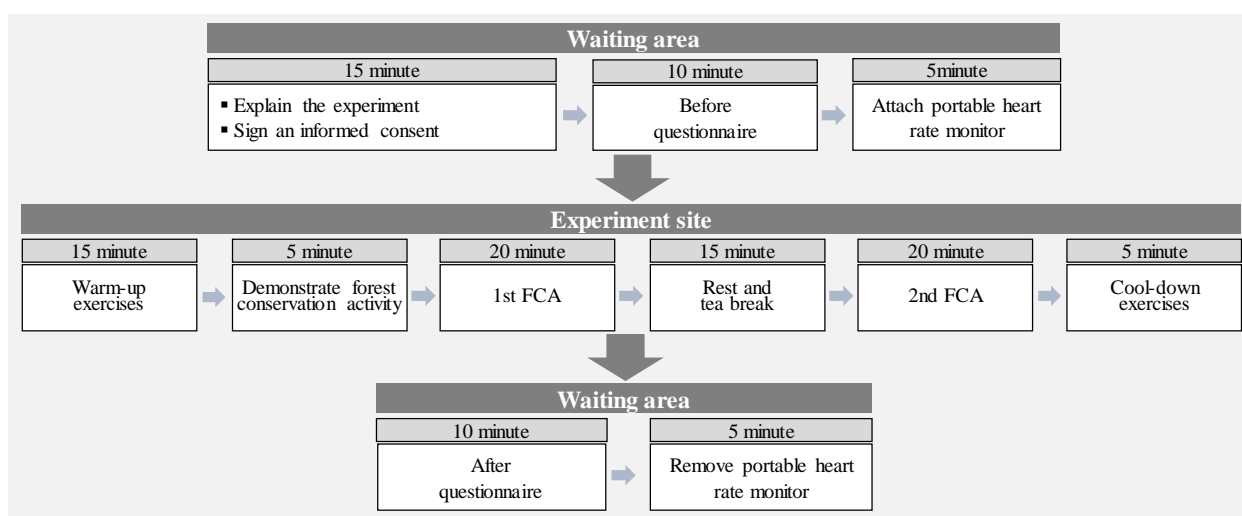 Waiting area
15 minute
▪ Explain the experiment
▪ Sign an informed consent
10 minute
Before
questionnaire
5minute
Attach portable heart
rate monitor
Experiment site
15 minute
Warm-up
exercises
5 minute
Demonstrate forest
conservation activity
20 minute
1st FCA
15 minute
Rest and
tea break
20 minute
2nd FCA
5 minute
Cool-down
exercises
Waiting area
10 minute
After
questionnaire
5 minute
Remove portable heart
rate monitor